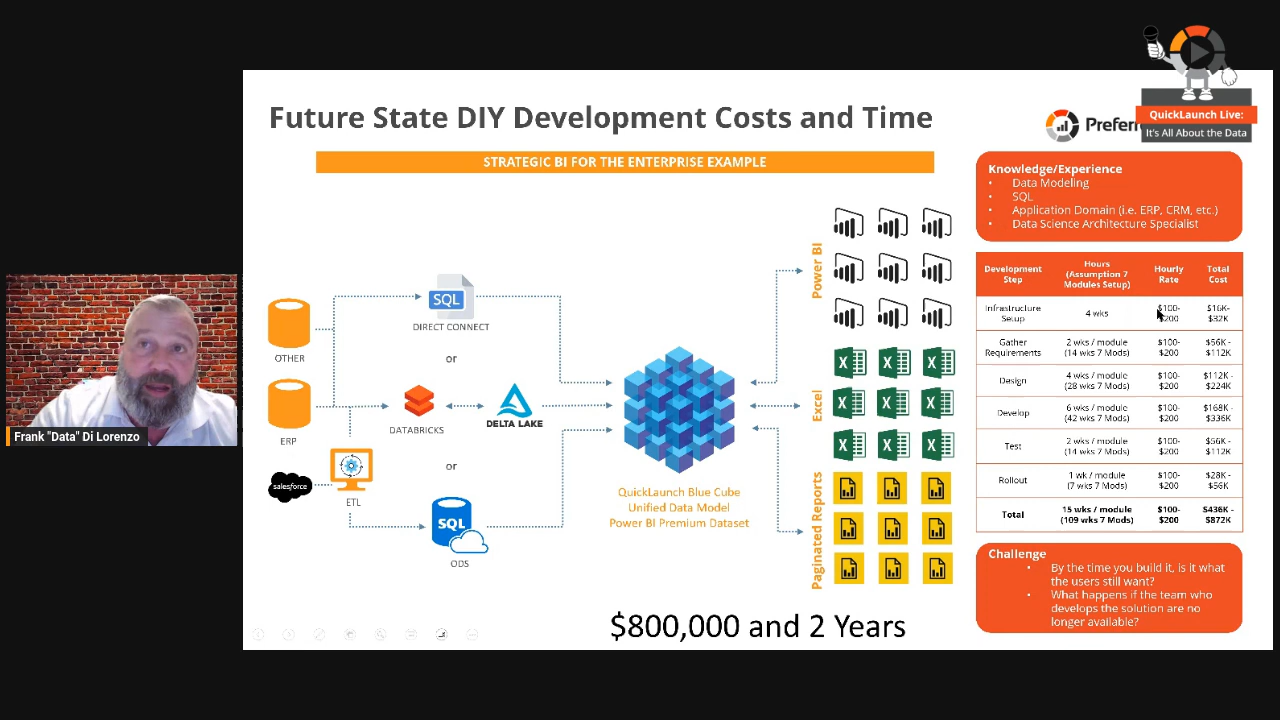 Future State DIY Development Costs and Time
QuickLaunch Live:
It's All About the Data
STRATEGIC BI FOR THE ENTERPRISE EXAMPLE
Knowledge/Experience
• Data Modeling
• SQL
• Application Domain (i.e. ERP, CRM, etc.)
• Data Science Architecture Specialist
OTHER
ERP
salesforce
ETL
SQL
DIRECT CONNECT
or
DATABRICKS
DELTA LAKE
or
SQL
ODS
QuickLaunch Blue Cube
Unified Data Model
Power BI Premium Dataset
Power BI
Excel
X
X
X
X
X
X
X
X
X
Paginated Reports
Development
Step
Hours
(Assumption 7
Modules Setup)
Hourly
Rate
Total
Cost
Infrastructure
Setup
4 wks
$100-
$200
$16K-
$32K
Gather
Requirements
2 wks / module
(14 wks 7 Mods)
$100-
$200
$56K -
$112K
Design
4 wks / module
(28 wks 7 Mods)
$100-
$200
$112K -
$224K
Develop
6 wks / module
(42 wks 7 Mods)
$100-
$200
$168K -
$336K
Test
2 wks / module
(14 wks 7 Mods)
$100-
$200
$56K -
$112K
Rollout
1 wk / module
(7 wks 7 Mods)
$100-
$200
$28K -
$56K
Total
15 wks / module
(109 wks 7 Mods)
$100-
$200
$436K -
$872K
Challenge
• By the time you build it, is it what
the users still want?
• What happens if the team who
develops the solution are no
longer available?
$800,000 and 2 Years
Frank "Data" Di Lorenzo